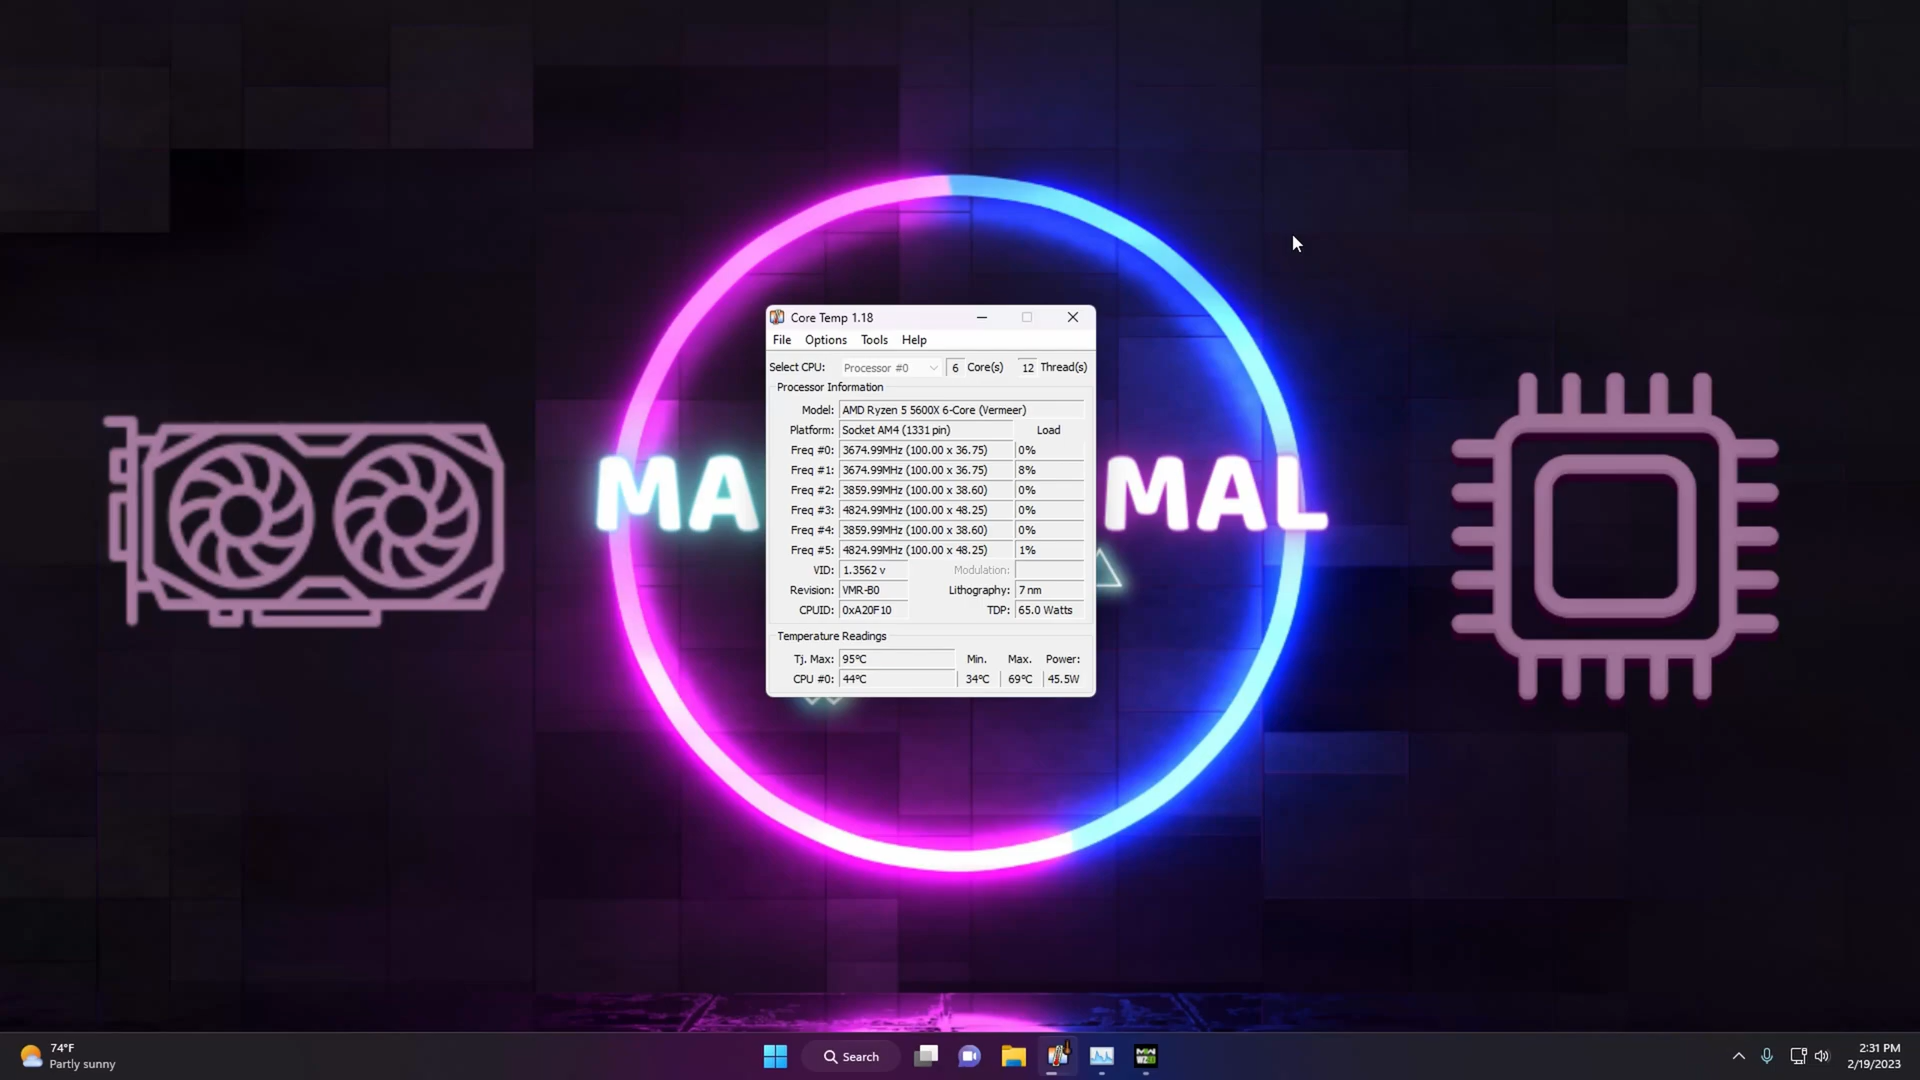 Core Temp 1.18
File Options Tools Help
Select CPU: Processor #0 6 Core(s) 12 Thread(s)
Processor Information
Model: AMD Ryzen 5 5600X 6-Core (Vermeer)
Platform: Socket AM4 (1331 pin) Load
Freq #0: 3674.99MHz (100.00 x 36.75) 0%
Freq #1: 3674.99MHz (100.00 x 36.75) 8%
Freq #2: 3859.99MHz (100.00 x 38.60) 0%
Freq #3: 4824.99MHz (100.00 x 48.25) 0%
Freq #4: 3859.99MHz (100.00 x 38.60) 0%
Freq #5: 4824.99MHz (100.00 x 48.25) 1%
VID: 1.3562 v Modulation:
Revision: VMR-B0 Lithography: 7 nm
CPUID: 0xA20F10 TDP: 65.0 Watts
Temperature Readings
Tj. Max: 95°C Min. Max. Power:
CPU #0: 44°C 34°C 69°C 45.5W
MA MAL
74°F
Partly sunny
Search
MW
WZ
2:31 PM
2/19/2023